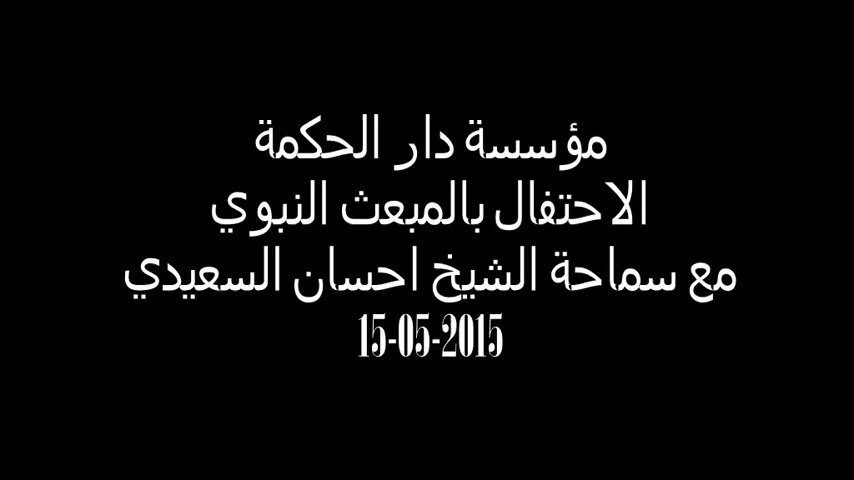 مؤسسة دار الحكمة
الاحتفال بالمبعث النبوي
مع سماحة الشيخ احسان السعيدي
15-05-2015